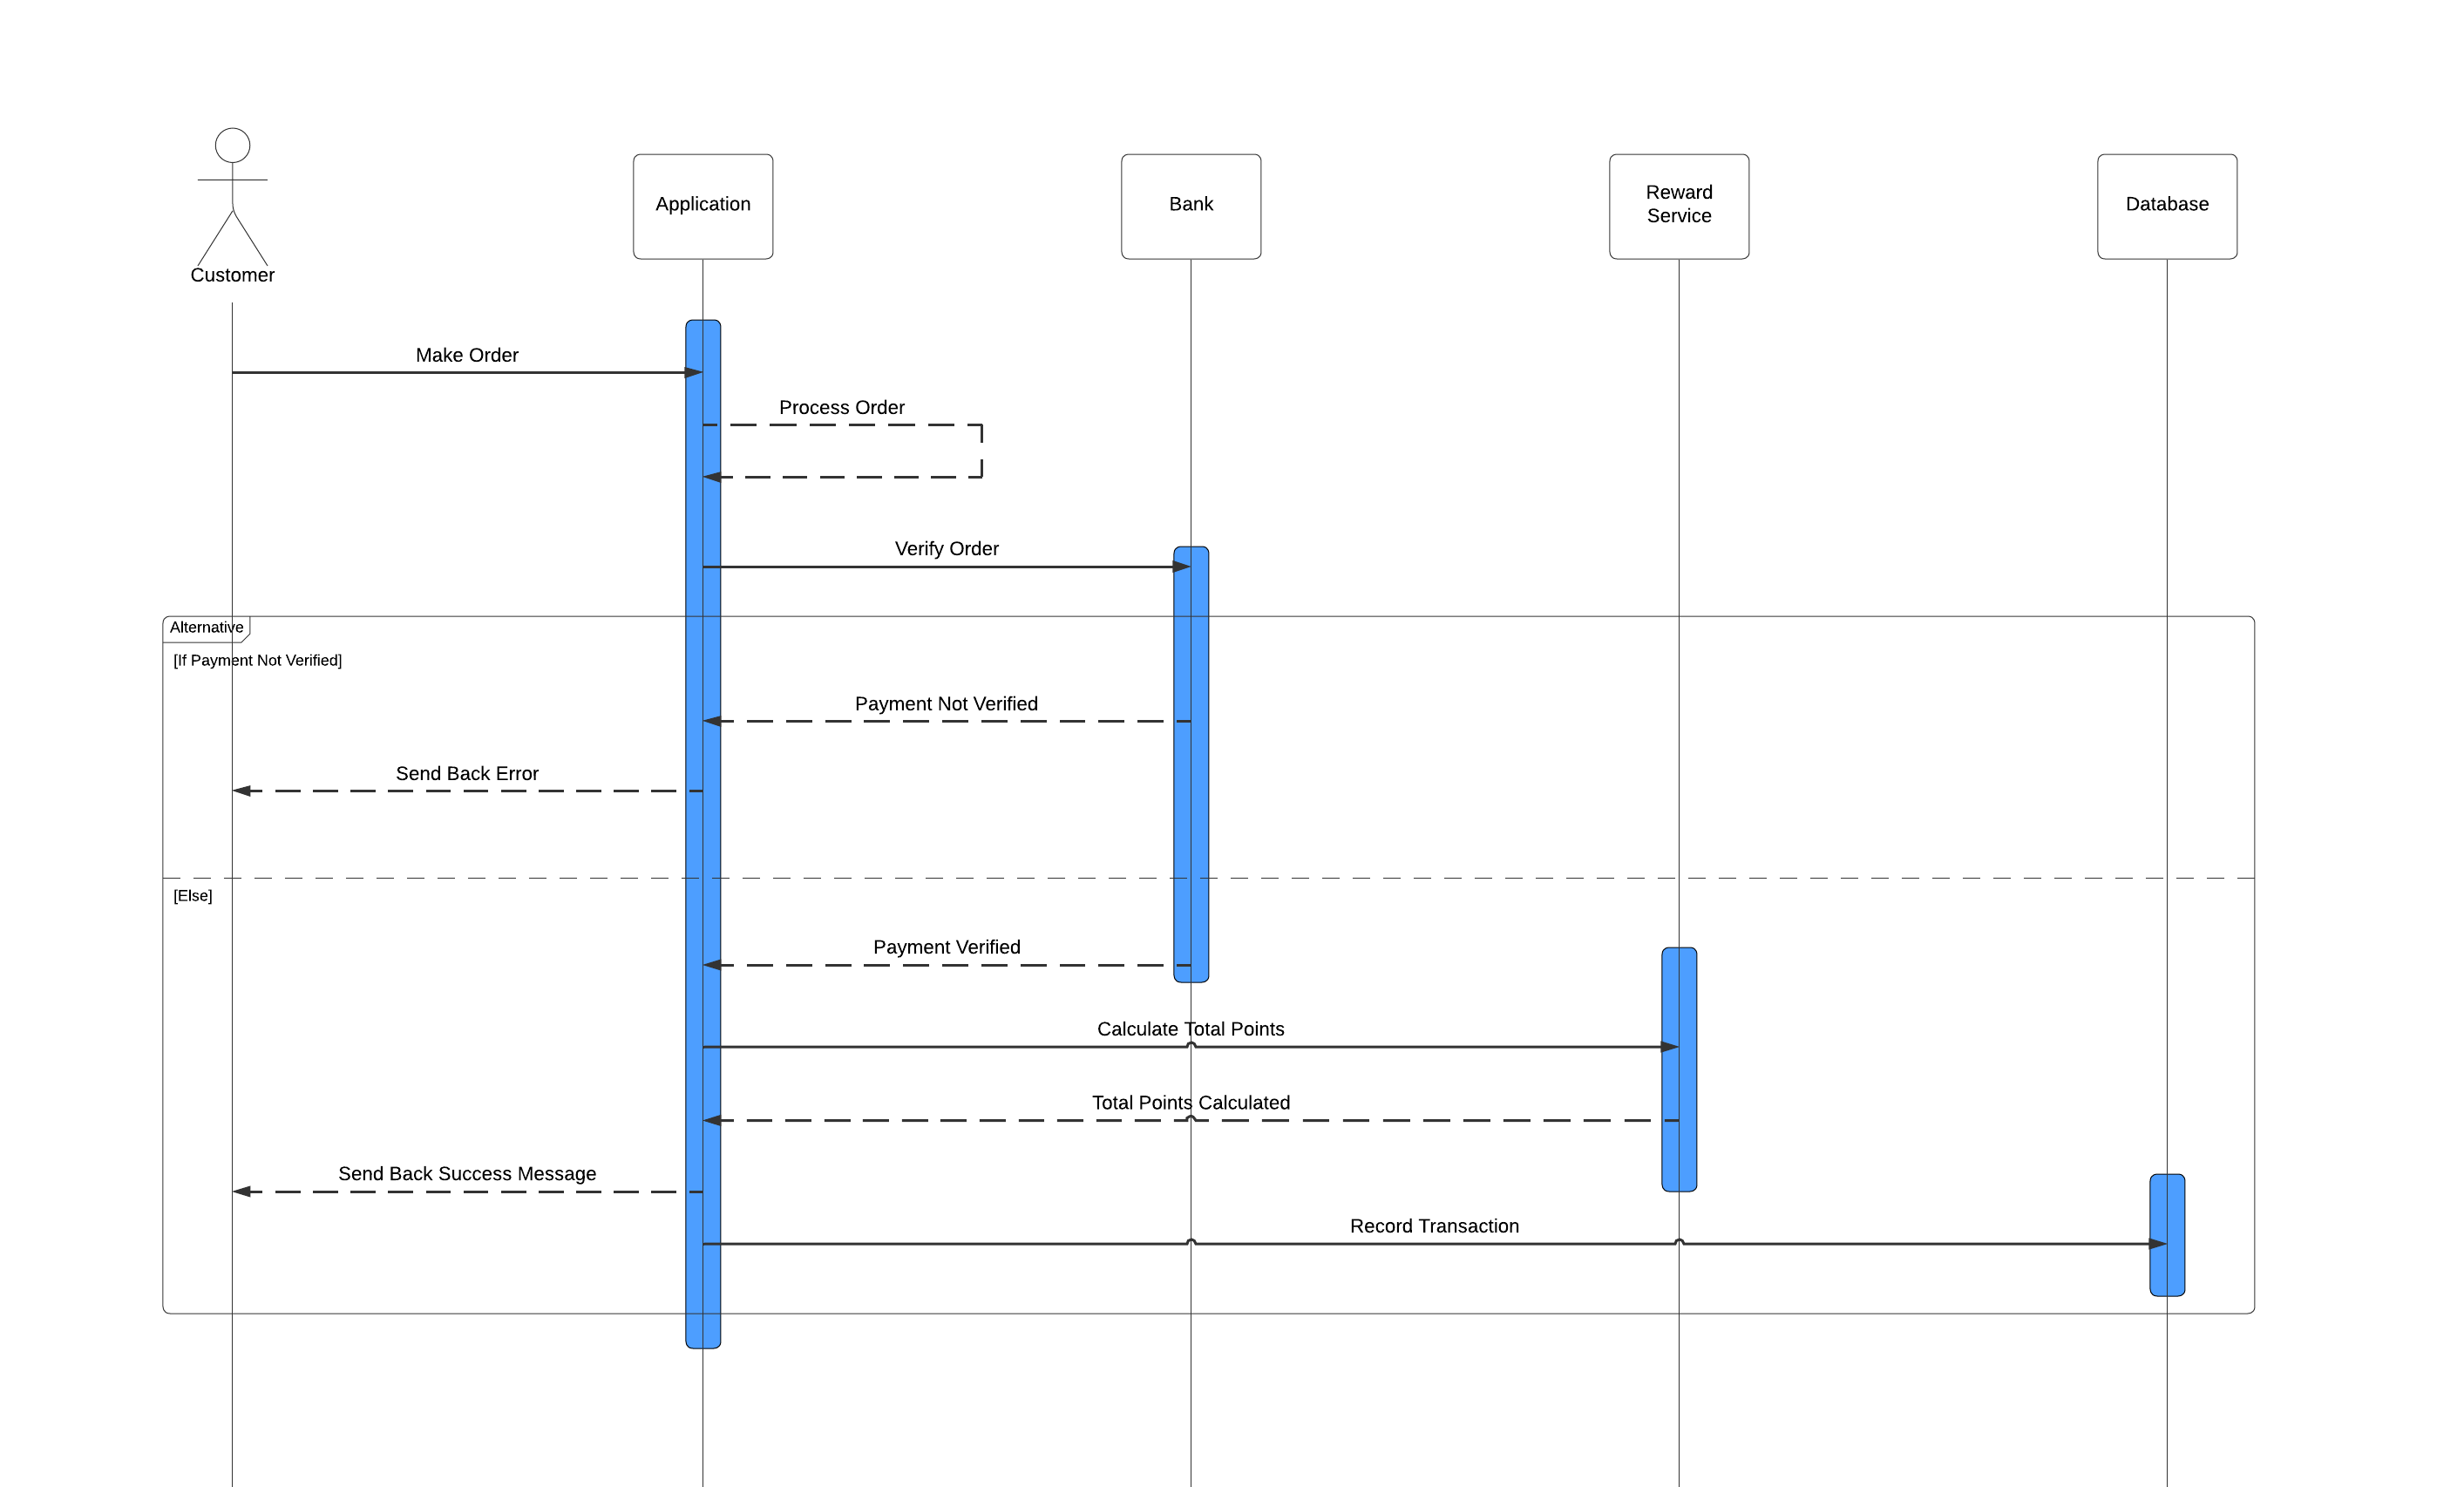 Customer
Application
Bank
Reward
Service
Database
Make Order
Process Order
Verify Order
Alternative
[If Payment Not Verified]
Payment Not Verified
Send Back Error
[Else]
Payment Verified
Calculate Total Points
Total Points Calculated
Send Back Success Message
Record Transaction